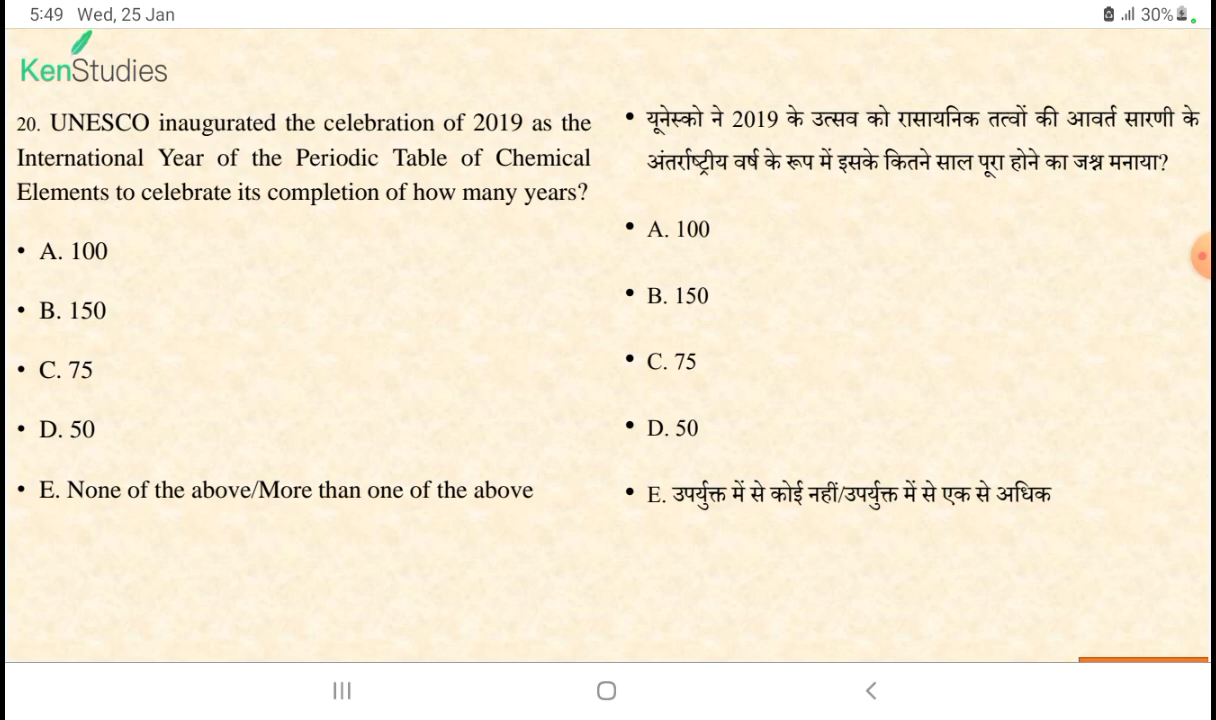 5:49 Wed, 25 Jan
30%
KenStudies
20. UNESCO inaugurated the celebration of 2019 as the
International Year of the Periodic Table of Chemical
Elements to celebrate its completion of how many years?
• A. 100
• B. 150
• C. 75
• D. 50
• E. None of the above/More than one of the above
• यूनेस्को ने 2019 के उत्सव को रासायनिक तत्वों की आवर्त सारणी के
अंतर्राष्ट्रीय वर्ष के रूप में इसके कितने साल पूरा होने का जश्न मनाया?
• A. 100
• B. 150
• C. 75
• D. 50
• E. उपर्युक्त में से कोई नहीं/उपर्युक्त में से एक से अधिक